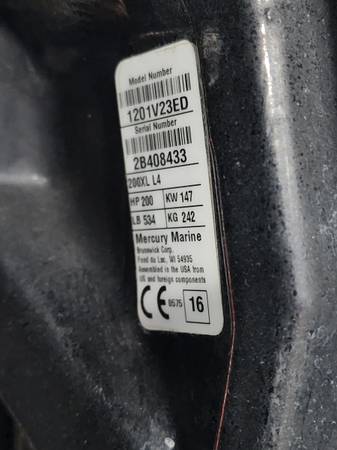 Model Number
1201V23ED
Serial Number
2B408433
200XL L4
HP 200 KW 147
LB 534 KG 242
Mercury Marine
Brunswick Corp.
Fond du Lac, WI 54935
Assembled in the USA from
US and foreign components
CE 0575 16